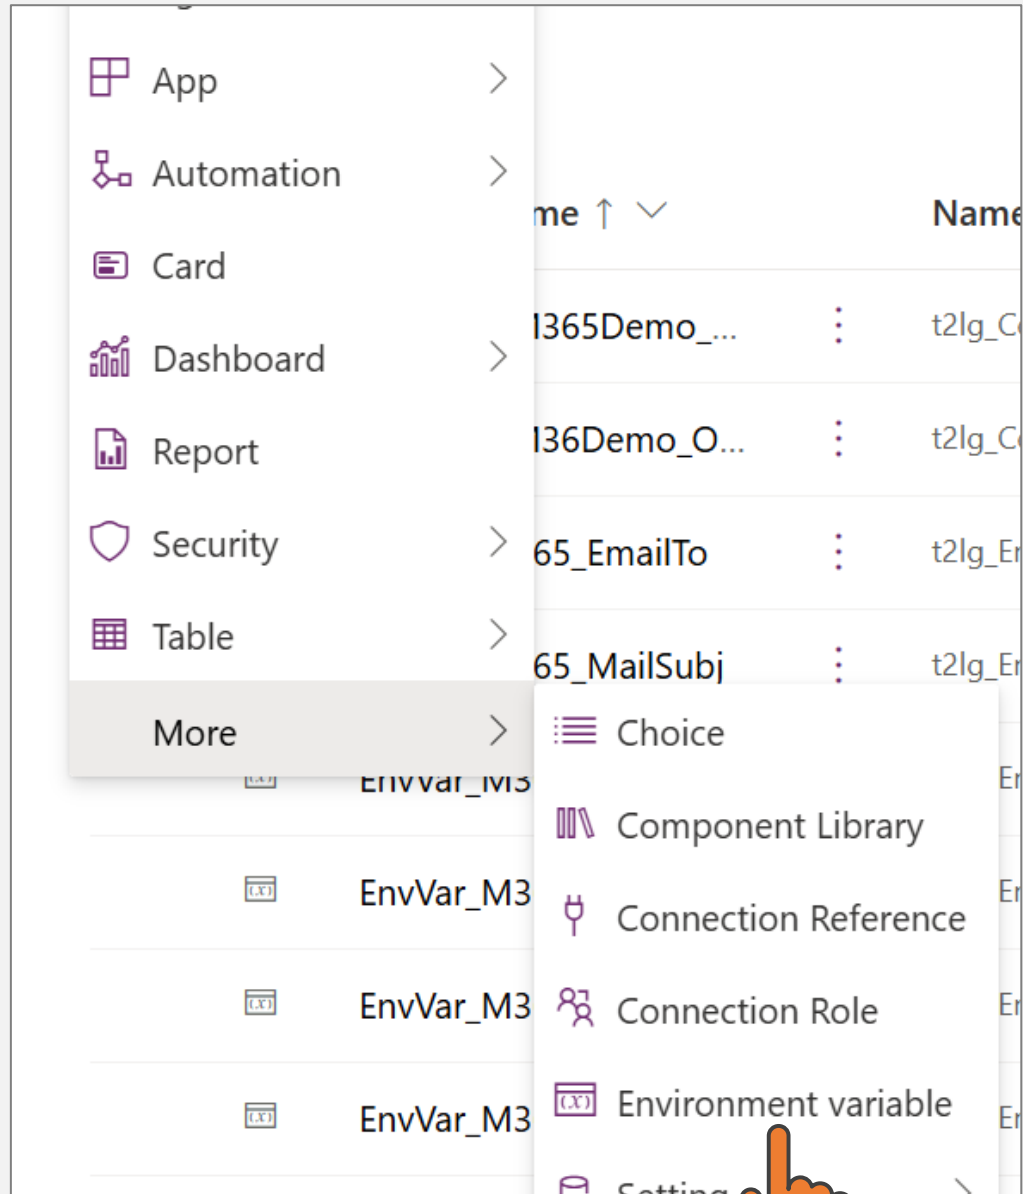 App
Automation
Card
Dashboard
Report
Security
Table
More
me Name
365Demo_... t2lg_C
36Demo_O... t2lg_C
65_EmailTo t2lg_E
65_MailSubj t2lg_E
EnvVar_M3
EnvVar_M3
EnvVar_M3
EnvVar_M3
Choice
Component Library
Connection Reference
Connection Role
(x) Environment variable
Setting